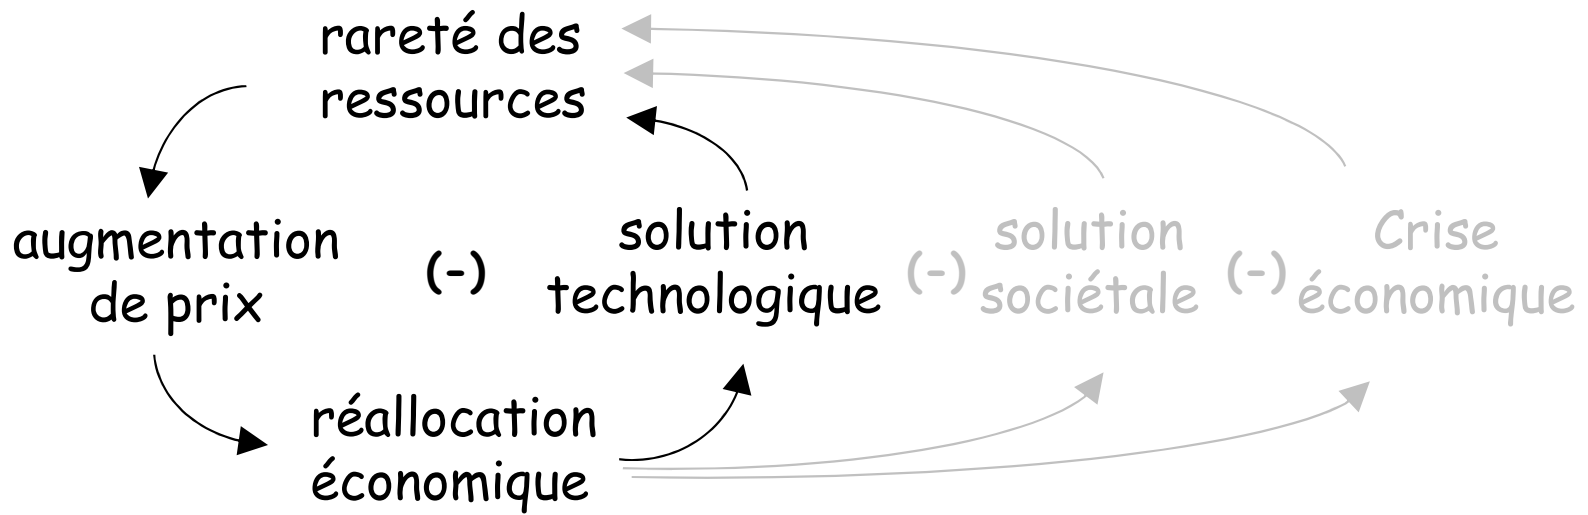 rareté des
ressources
augmentation
de prix
(-)
solution
technologique
(-)
solution
sociétale
(-)
Crise
économique
réallocation
économique